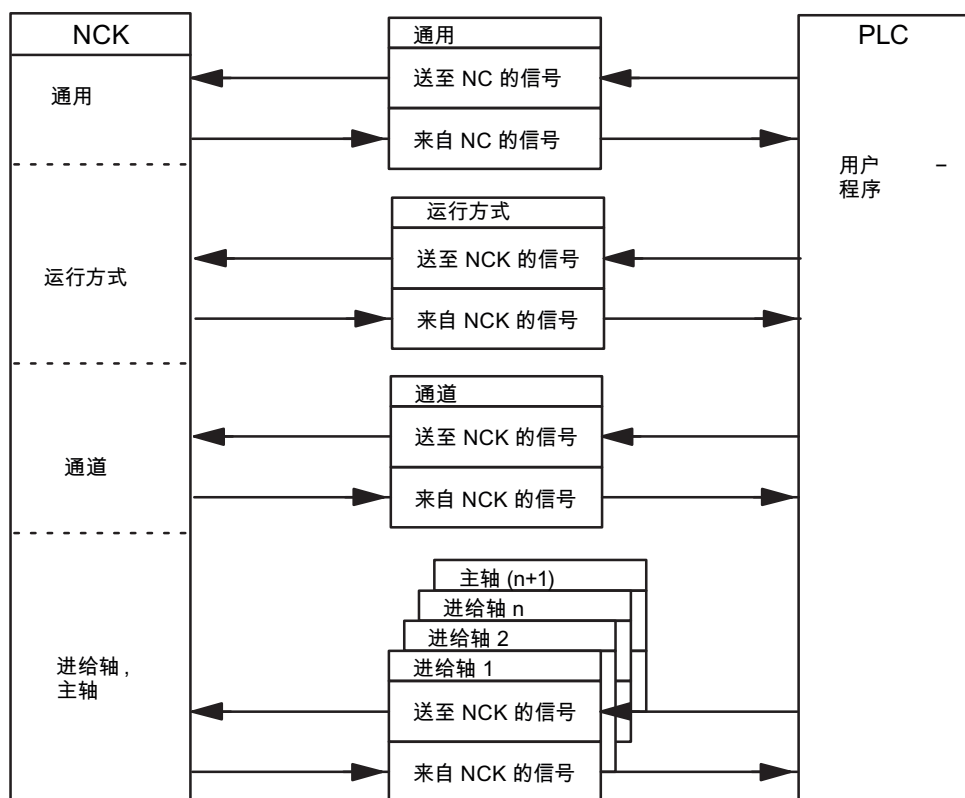 NCK
通用
PLC
送至 NC 的信号
通用
来自 NC 的信号
用户 –
程序
运行方式
送至 NCK 的信号
运行方式
来自 NCK 的信号
通道
送至 NCK 的信号
通道
来自 NCK 的信号
主轴 (n+1)
进给轴 n
进给轴 2
进给轴 1
进给轴 ,
主轴
送至 NCK 的信号
来自 NCK 的信号